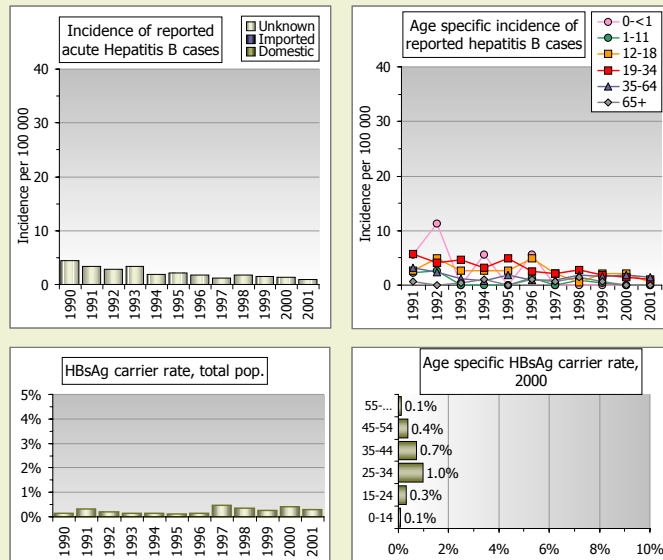 Incidence of reported
acute Hepatitis B cases
Unknown
Imported
Domestic
Incidence per 100 000
40
30
20
10
0
1990 1991 1992 1993 1994 1995 1996 1997 1998 1999 2000 2001
Age specific incidence of
reported hepatitis B cases
0-<1
1-11
12-18
19-34
35-64
65+
Incidence per 100 000
40
30
20
10
0
1991 1992 1993 1994 1995 1996 1997 1998 1999 2000 2001
HBsAg carrier rate, total pop.
5%
4%
3%
2%
1%
0%
1990 1991 1992 1993 1994 1995 1996 1997 1998 1999 2000 2001
Age specific HBsAg carrier rate,
2000
55-... 0.1%
45-54 0.4%
35-44 0.7%
25-34 1.0%
15-24 0.3%
0-14 0.1%
0% 2% 4% 6% 8% 10%